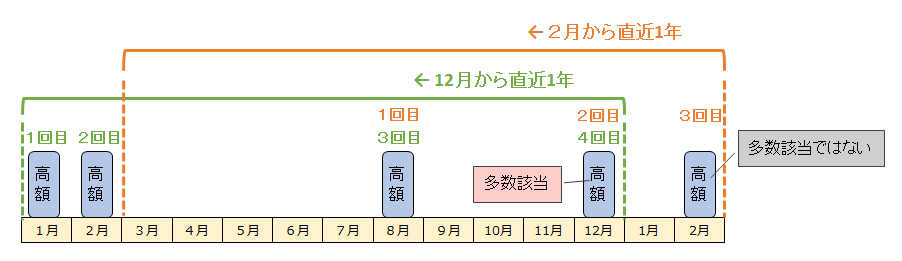 ← 2月から直近1年
← 12月から直近1年
1回目 2回目 3回目
1回目 2回目 3回目 4回目
高額 高額 高額 多数該当 高額 高額 多数該当ではない
1月 2月 3月 4月 5月 6月 7月 8月 9月 10月 11月 12月 1月 2月